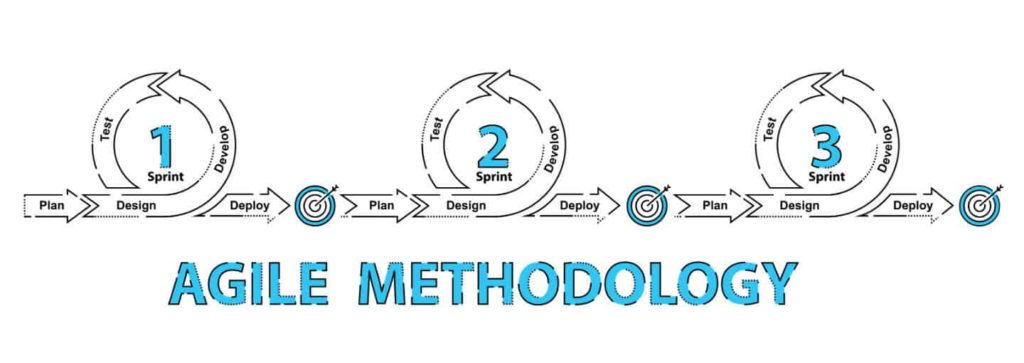 Test
1
Develop
Sprint
Plan
Design
Deploy
Test
2
Develop
Sprint
Plan
Design
Deploy
Test
3
Develop
Sprint
Plan
Design
Deploy
AGILE METHODOLOGY